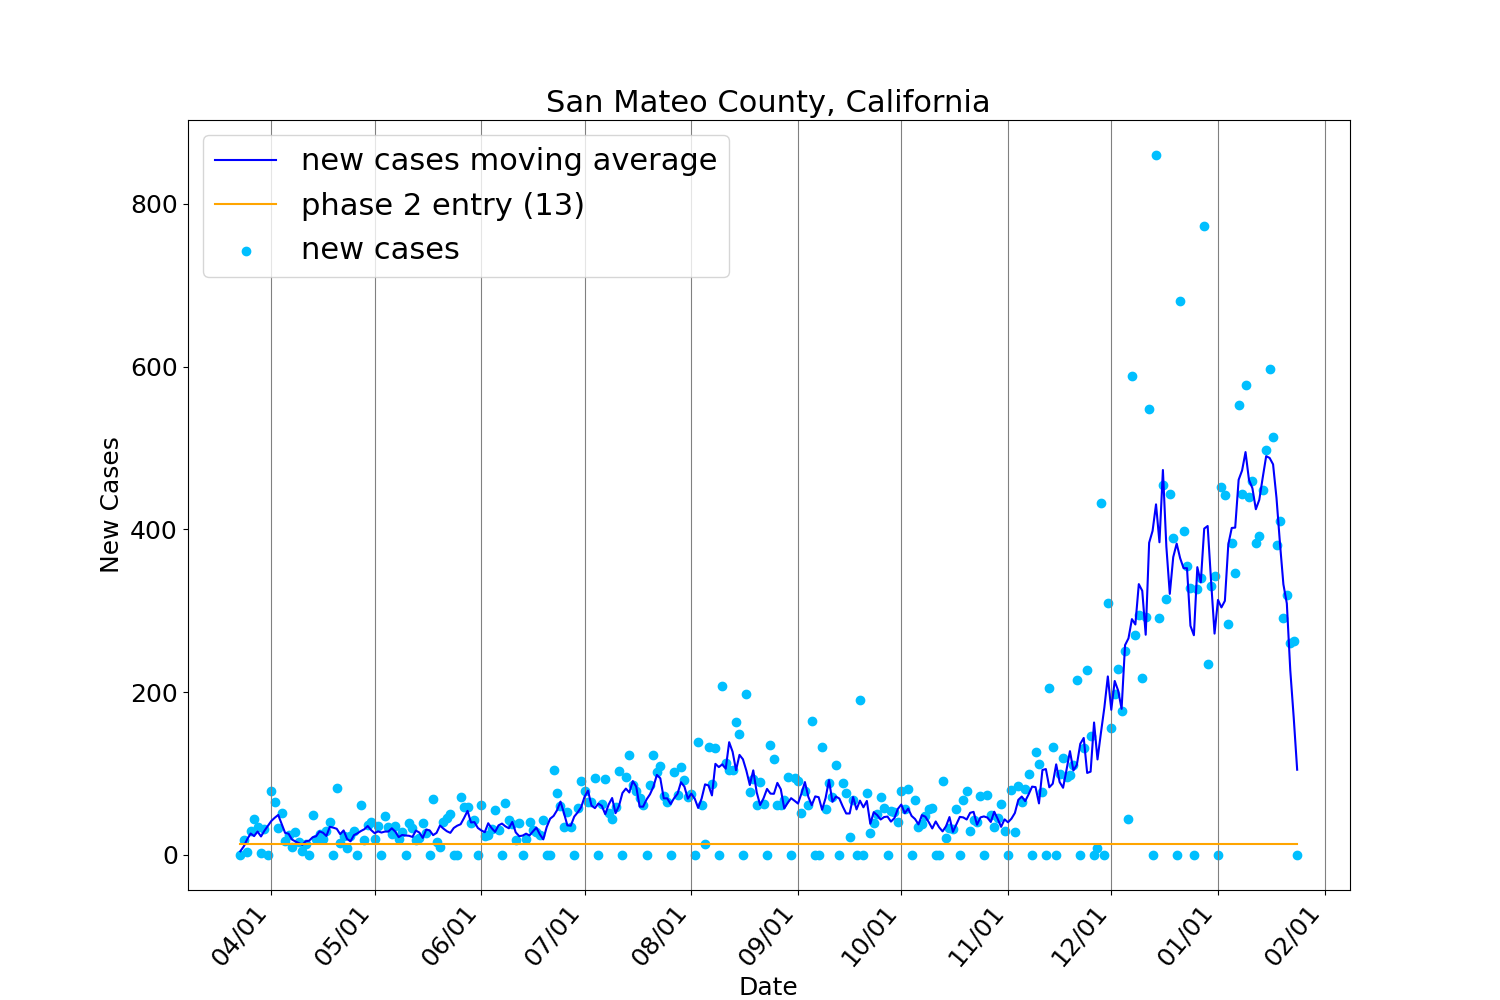 San Mateo County, California
new cases moving average
phase 2 entry (13)
new cases
New Cases
800
600
400
200
0
04/01
05/01
06/01
07/01
08/01
09/01
10/01
11/01
12/01
01/01
02/01
Date